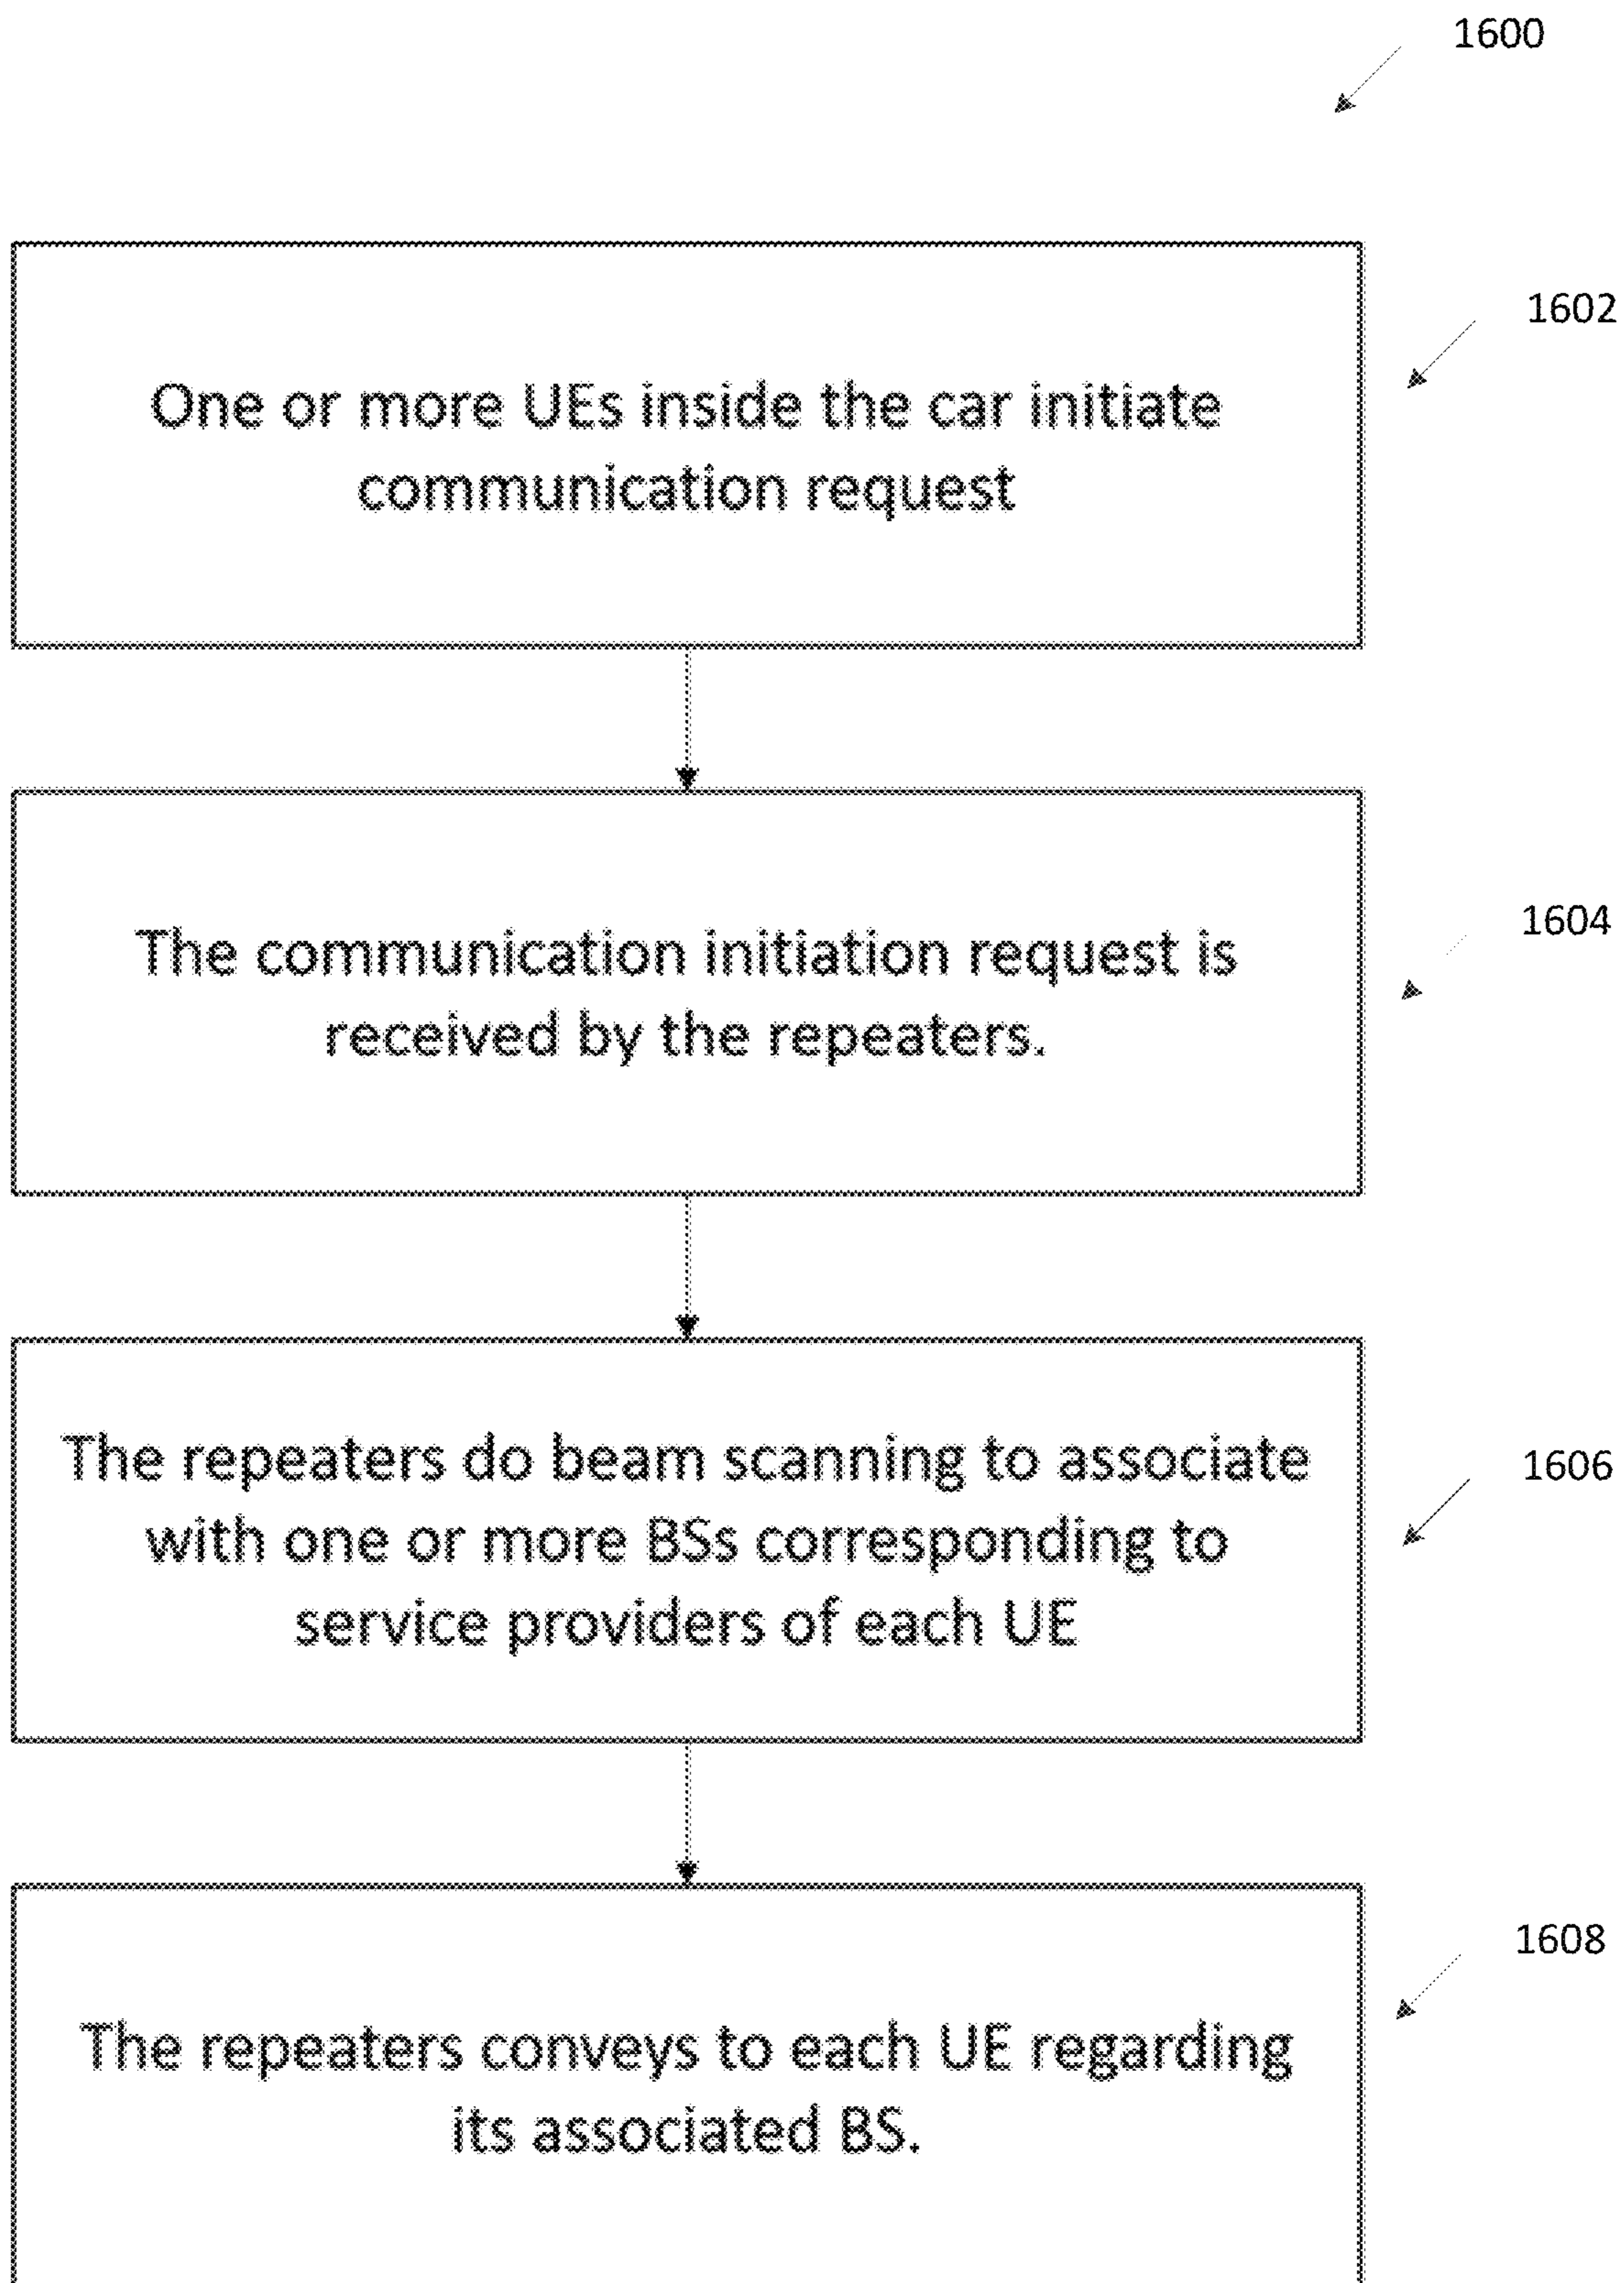 1600
1602
One or more UEs inside the car initiate
communication request
1604
The communication initiation request is
received by the repeaters.
1606
The repeaters do beam scanning to associate
with one or more BSs corresponding to
service providers of each UE
1608
The repeaters conveys to each UE regarding
its associated BS.